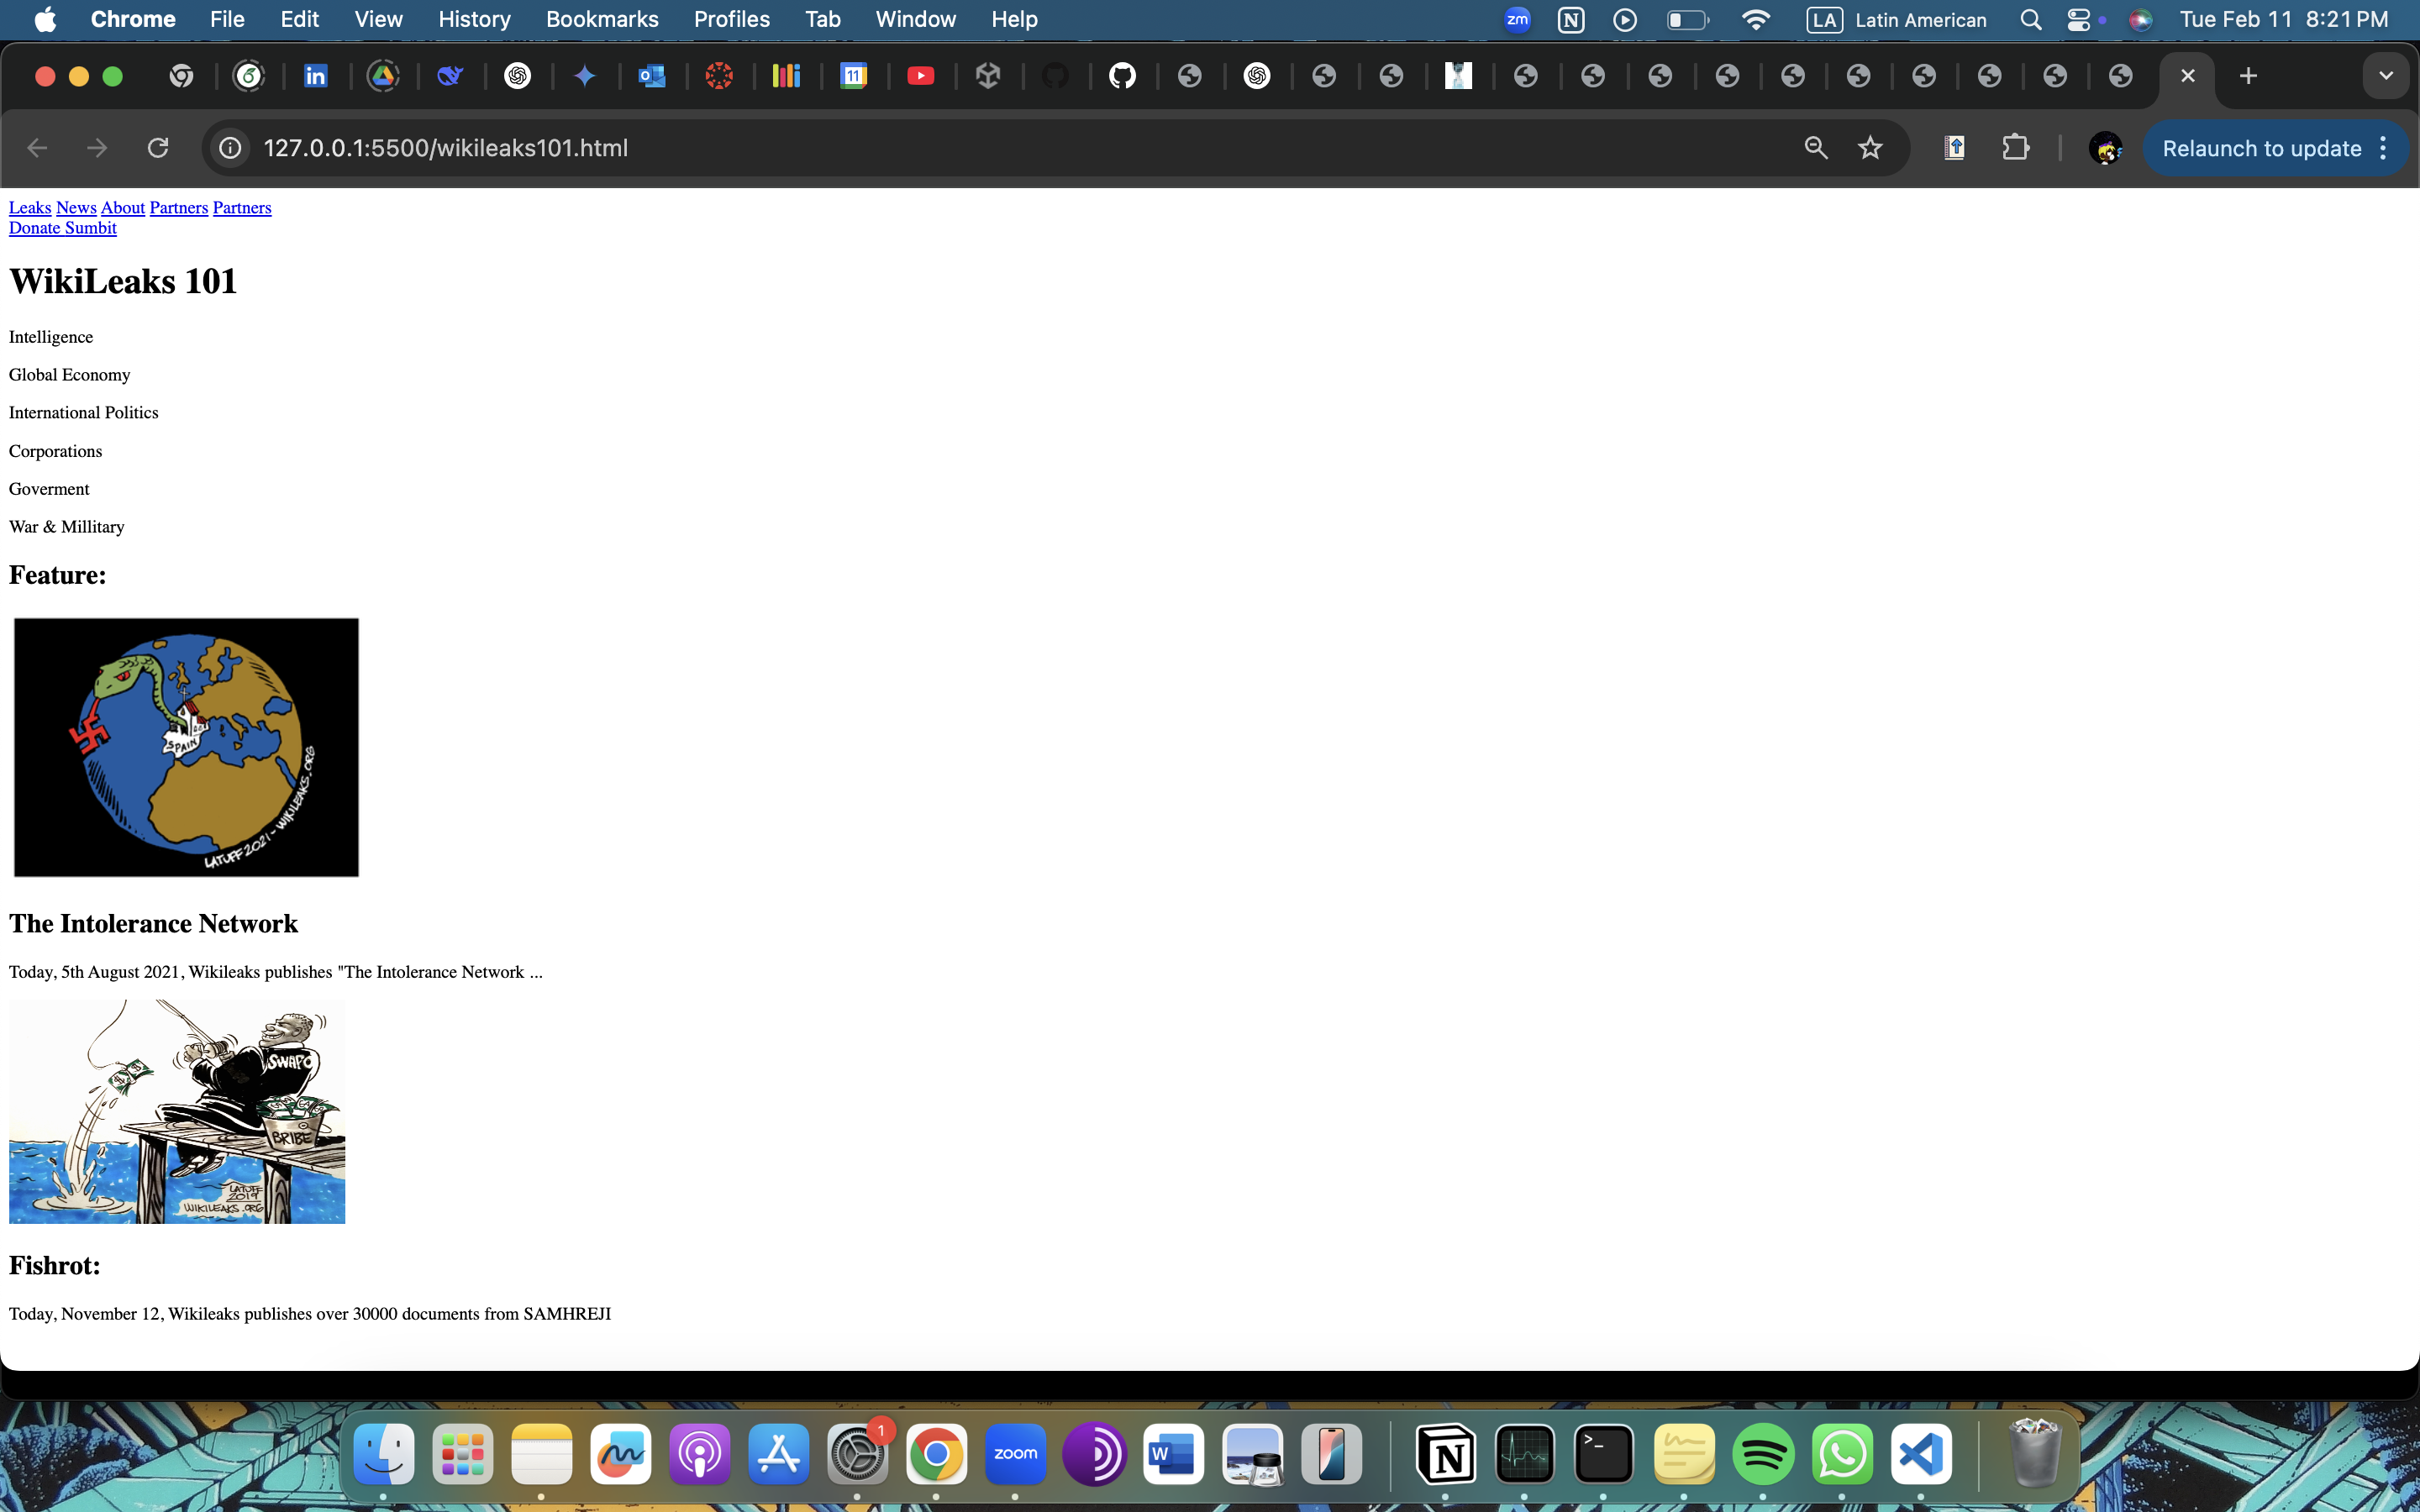 Chrome File Edit View History Bookmarks Profiles Tab Window Help zm N LA Latin American Tue Feb 11 8:21 PM
in 11
127.0.0.1:5500/wikileaks101.html Relaunch to update
Leaks News About Partners Partners
Donate Sumbit
WikiLeaks 101
Intelligence
Global Economy
International Politics
Corporations
Goverment
War & Millitary
Feature:
SPAIN
LATUFF 2021 - WIKILEAKS.ORG
The Intolerance Network
Today, 5th August 2021, Wikileaks publishes "The Intolerance Network ...
SWAPO
BRIBE
LATUFF
2019
WIKILEAKS.ORG
Fishrot:
Today, November 12, Wikileaks publishes over 30000 documents from SAMHREJI
1
zoom W N >_